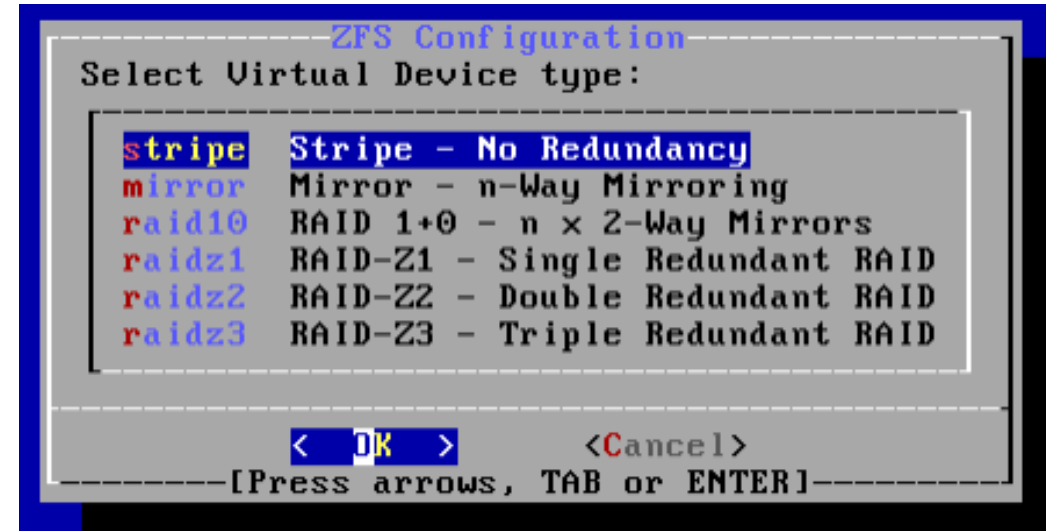 ZFS Configuration
Select Virtual Device type:
stripe Stripe - No Redundancy
mirror Mirror - n-Way Mirroring
raid10 RAID 1+0 - n x 2-Way Mirrors
raidz1 RAID-Z1 - Single Redundant RAID
raidz2 RAID-Z2 - Double Redundant RAID
raidz3 RAID-Z3 - Triple Redundant RAID
< OK > <Cancel>
[Press arrows, TAB or ENTER]